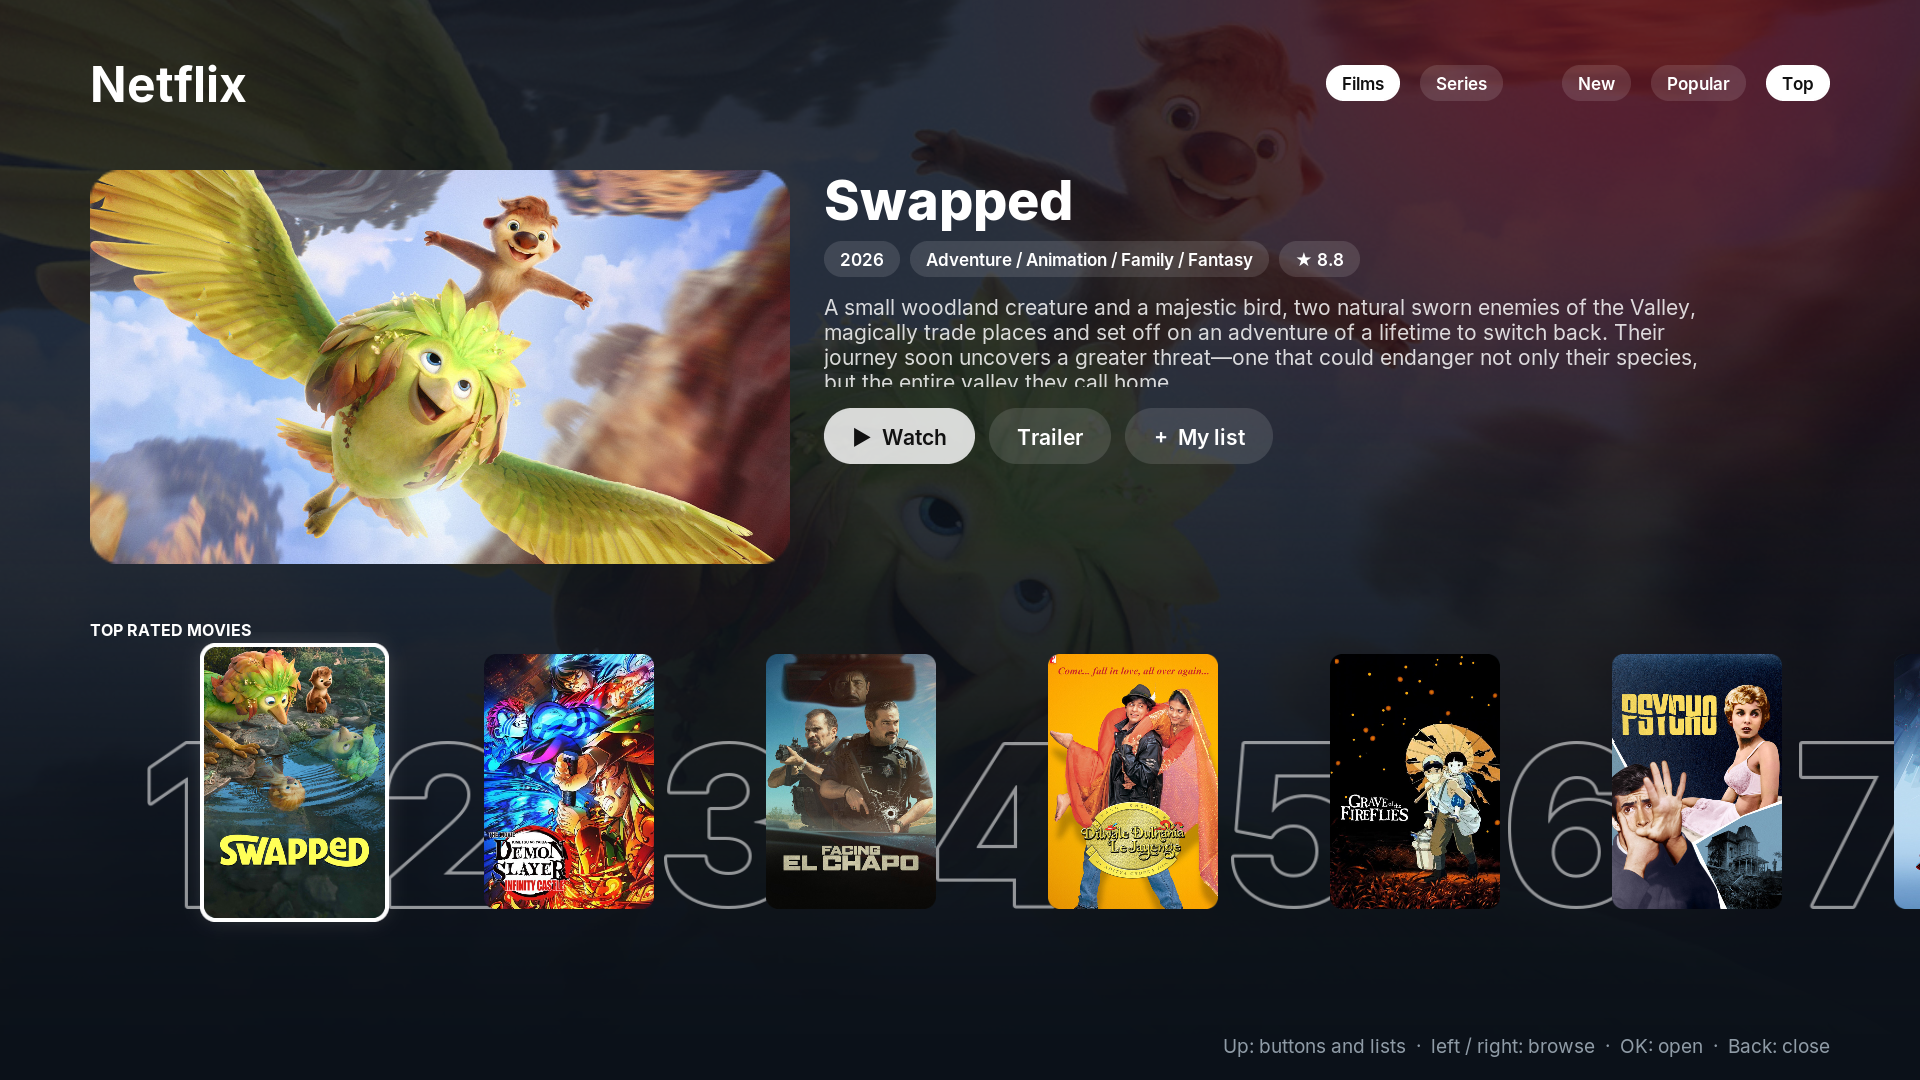 Netflix
Films Series New Popular Top
Swapped
2026 Adventure / Animation / Family / Fantasy ★ 8.8
A small woodland creature and a majestic bird, two natural sworn enemies of the Valley,
magically trade places and set off on an adventure of a lifetime to switch back. Their
journey soon uncovers a greater threat—one that could endanger not only their species,
but the entire valley they call home
▶ Watch Trailer + My list
TOP RATED MOVIES
1
SWAPPED
2
DEMON
SLAYER
INFINITY CASTLE
3
FACING
EL CHAPO
4
Come... fall in love, all over again...
Dilwale Dulhania
Le Jayenge
5
GRAVE of the
FIREFLIES
6
PSYCHO
7
Up: buttons and lists · left / right: browse · OK: open · Back: close